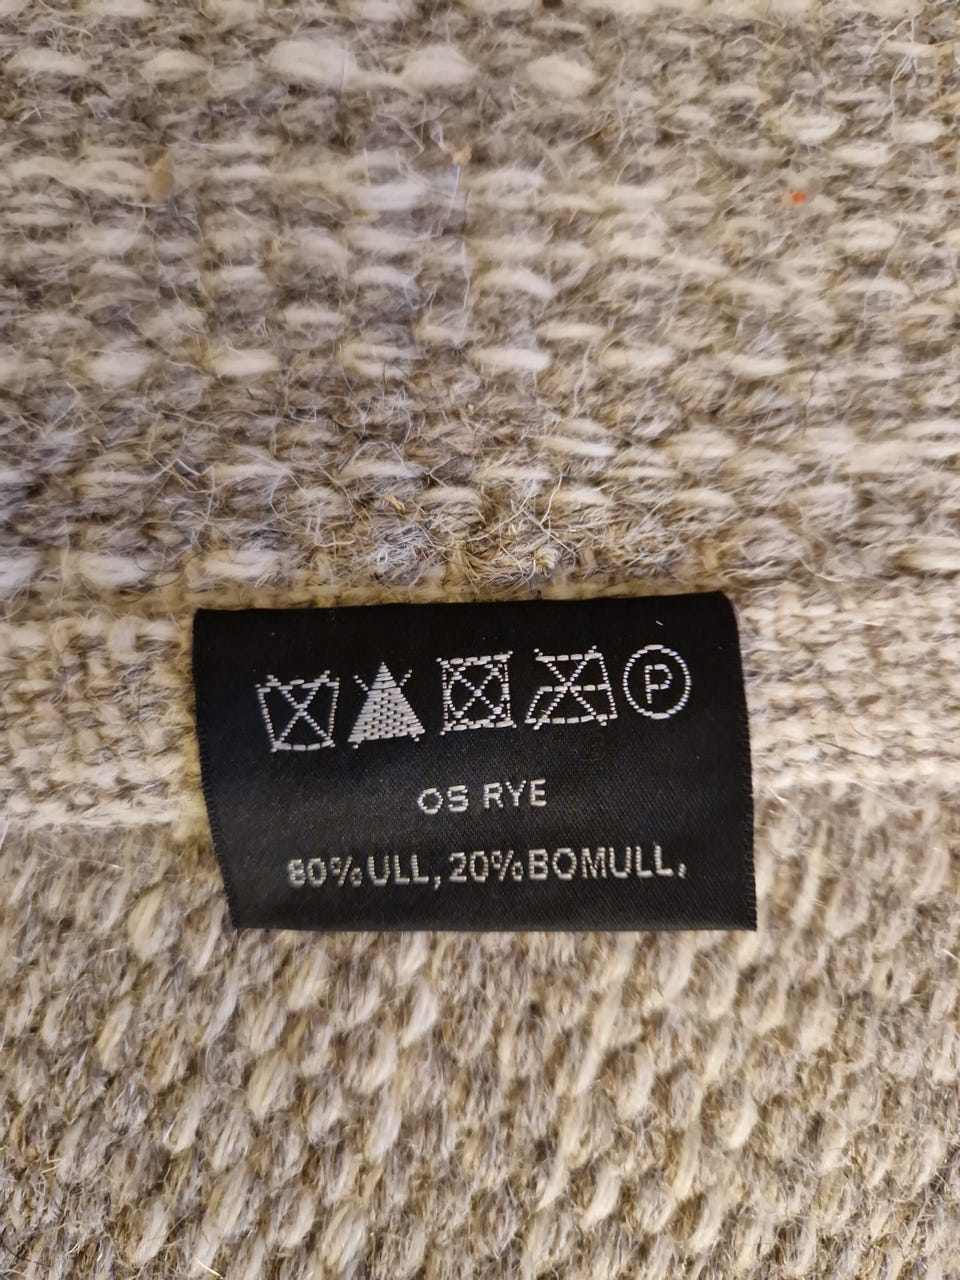 P
OS RYE
80% ULL, 20% BOMULL.